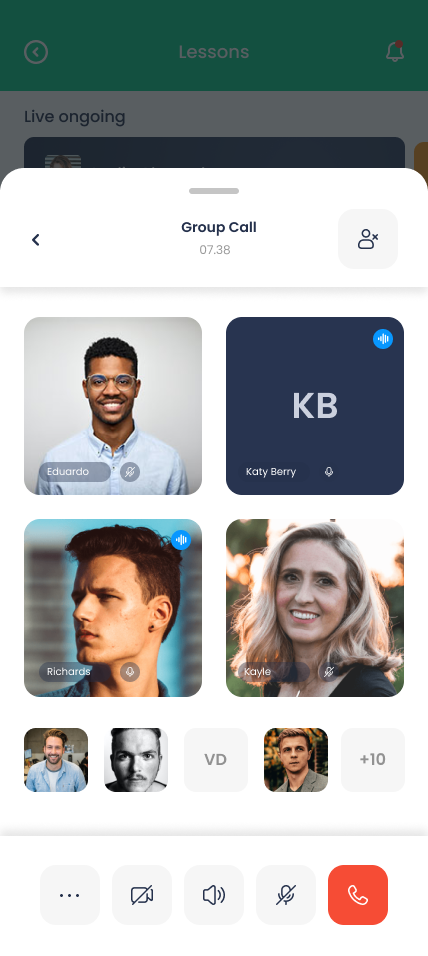 Lessons
Live ongoing
Group Call
07.38
Eduardo
KB
Katy Berry
Richards
Kayle
VD
+10